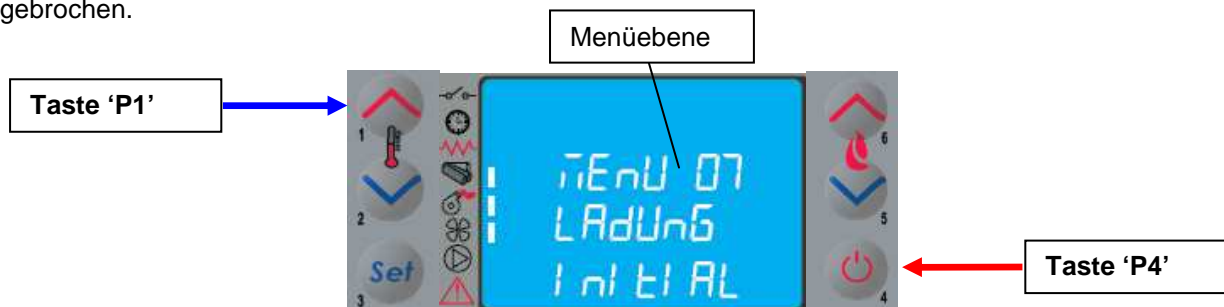 gebrochen.
Menüebene
Taste ‘P1’
1
6
MEnU 07
2
5
LAdUnG
Set
InItIAL
3
4
Taste ‘P4’